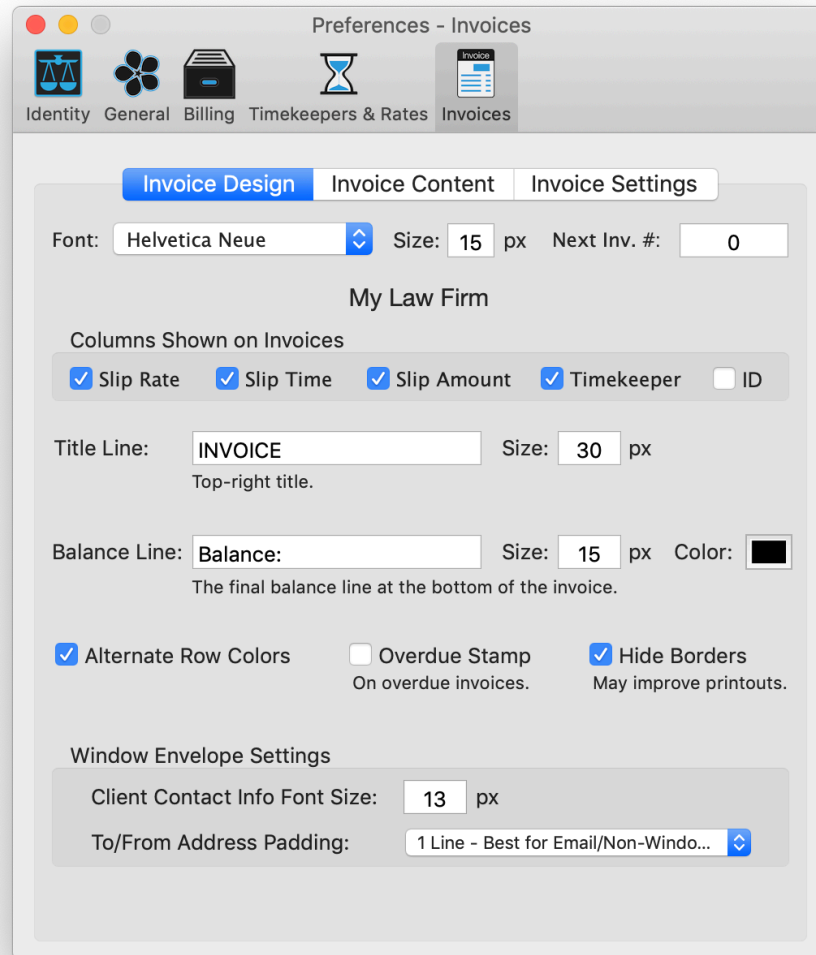 Preferences - Invoices
Invoice
Identity General Billing Timekeepers & Rates Invoices
Invoice Design Invoice Content Invoice Settings
Font: Helvetica Neue Size: 15 px Next Inv. #: 0
My Law Firm
Columns Shown on Invoices
Slip Rate Slip Time Slip Amount Timekeeper ID
Title Line: INVOICE Size: 30 px
Top-right title.
Balance Line: Balance: Size: 15 px Color:
The final balance line at the bottom of the invoice.
Alternate Row Colors Overdue Stamp Hide Borders
On overdue invoices. May improve printouts.
Window Envelope Settings
Client Contact Info Font Size: 13 px
To/From Address Padding: 1 Line - Best for Email/Non-Windo...